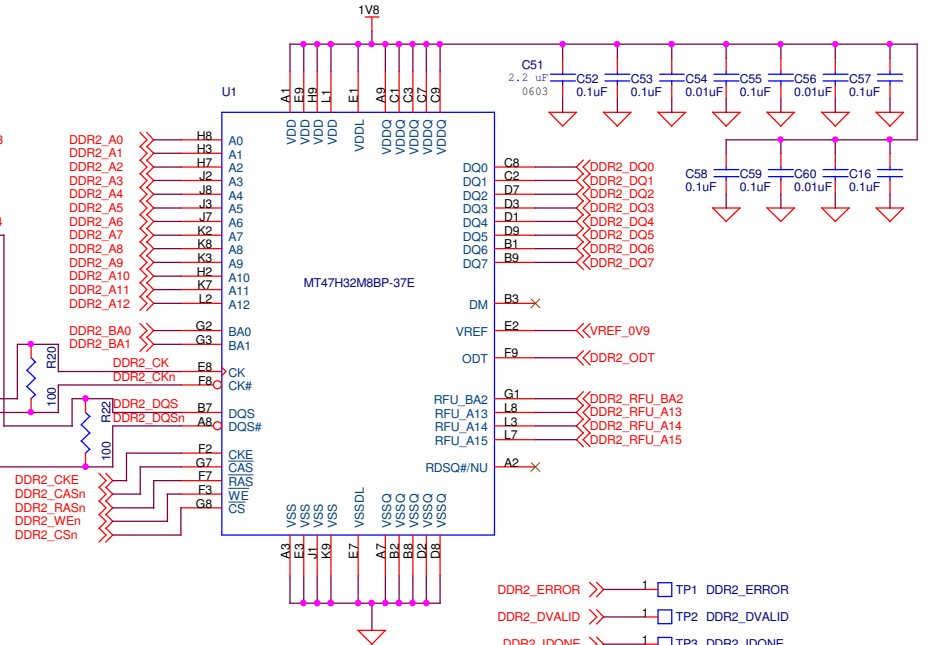 1V8
U1
A1 E9 H9 L1 E1 A9 C1 C3 C7 C9
VDD VDD VDD VDD VDDL VDDQ VDDQ VDDQ VDDQ VDDQ
C51 2.2 uF 0603
C52 0.1uF
C53 0.1uF
C54 0.01uF
C55 0.1uF
C56 0.01uF
C57 0.1uF
C58 0.1uF
C59 0.1uF
C60 0.01uF
C16 0.1uF
DDR2_A0 H8 A0
DDR2_A1 H3 A1
DDR2_A2 H7 A2
DDR2_A3 J2 A3
DDR2_A4 J8 A4
DDR2_A5 J3 A5
DDR2_A6 J7 A6
DDR2_A7 K2 A7
DDR2_A8 K8 A8
DDR2_A9 K3 A9
DDR2_A10 H2 A10
DDR2_A11 K7 A11
DDR2_A12 L2 A12
DDR2_BA0 G2 BA0
DDR2_BA1 G3 BA1
R20 100
DDR2_CK E8 CK
DDR2_CKn F8 CK#
R22 100
DDR2_DQS B7 DQS
DDR2_DQSn A8 DQS#
DDR2_CKE F2 CKE
DDR2_CASn G7 CAS
DDR2_RASn F7 RAS
DDR2_WEn F3 WE
DDR2_CSn G8 CS
MT47H32M8BP-37E
DQ0 C8 DDR2_DQ0
DQ1 C2 DDR2_DQ1
DQ2 D7 DDR2_DQ2
DQ3 D3 DDR2_DQ3
DQ4 D1 DDR2_DQ4
DQ5 D9 DDR2_DQ5
DQ6 B1 DDR2_DQ6
DQ7 B9 DDR2_DQ7
DM B3
VREF E2 VREF_0V9
ODT F9 DDR2_ODT
RFU_BA2 G1 DDR2_RFU_BA2
RFU_A13 L8 DDR2_RFU_A13
RFU_A14 L3 DDR2_RFU_A14
RFU_A15 L7 DDR2_RFU_A15
RDSQ#/NU A2
VSS VSS VSS VSS VSSDL VSSQ VSSQ VSSQ VSSQ VSSQ
A3 E3 J1 K9 E7 A7 B2 B8 D2 D8
DDR2_ERROR 1 TP1 DDR2_ERROR
DDR2_DVALID 1 TP2 DDR2_DVALID
1